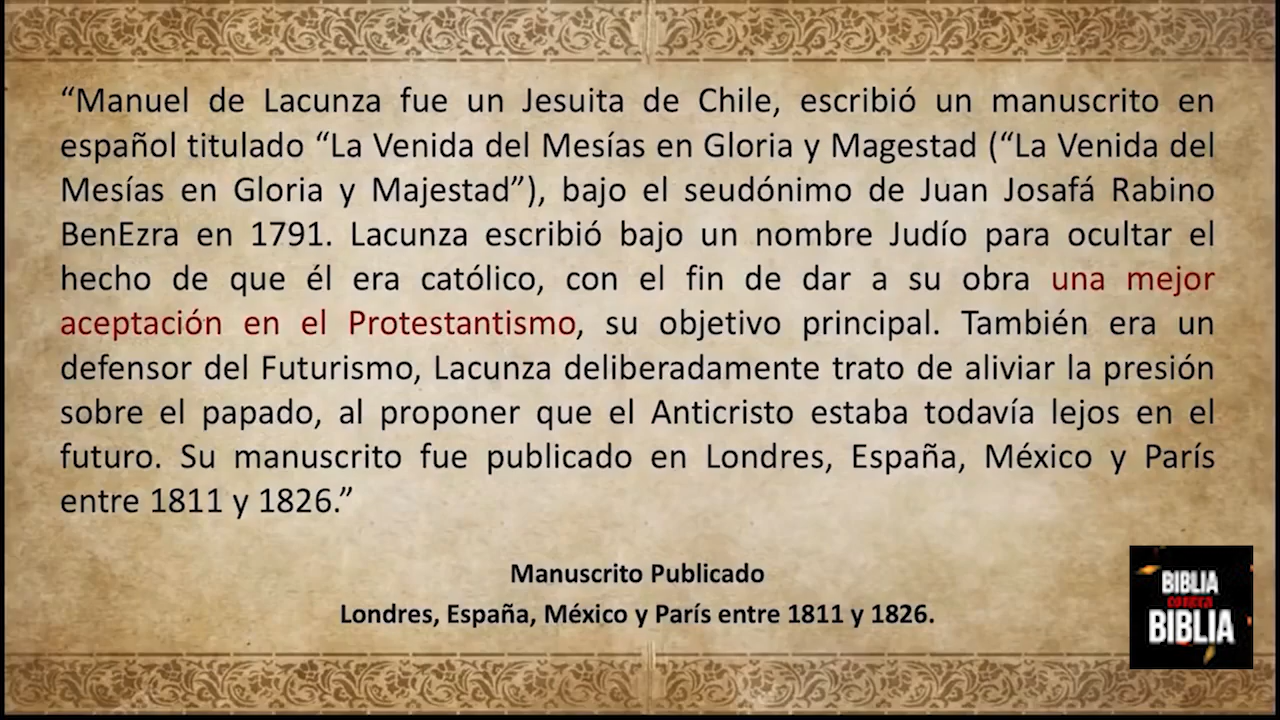 “Manuel de Lacunza fue un Jesuita de Chile, escribió un manuscrito en
español titulado “La Venida del Mesías en Gloria y Magestad (“La Venida del
Mesías en Gloria y Majestad”), bajo el seudónimo de Juan Josafá Rabino
BenEzra en 1791. Lacunza escribió bajo un nombre Judío para ocultar el
hecho de que él era católico, con el fin de dar a su obra una mejor
aceptación en el Protestantismo, su objetivo principal. También era un
defensor del Futurismo, Lacunza deliberadamente trato de aliviar la presión
sobre el papado, al proponer que el Anticristo estaba todavía lejos en el
futuro. Su manuscrito fue publicado en Londres, España, México y París
entre 1811 y 1826.”
Manuscrito Publicado
Londres, España, México y París entre 1811 y 1826.
BIBLIA
CONTRA
BIBLIA